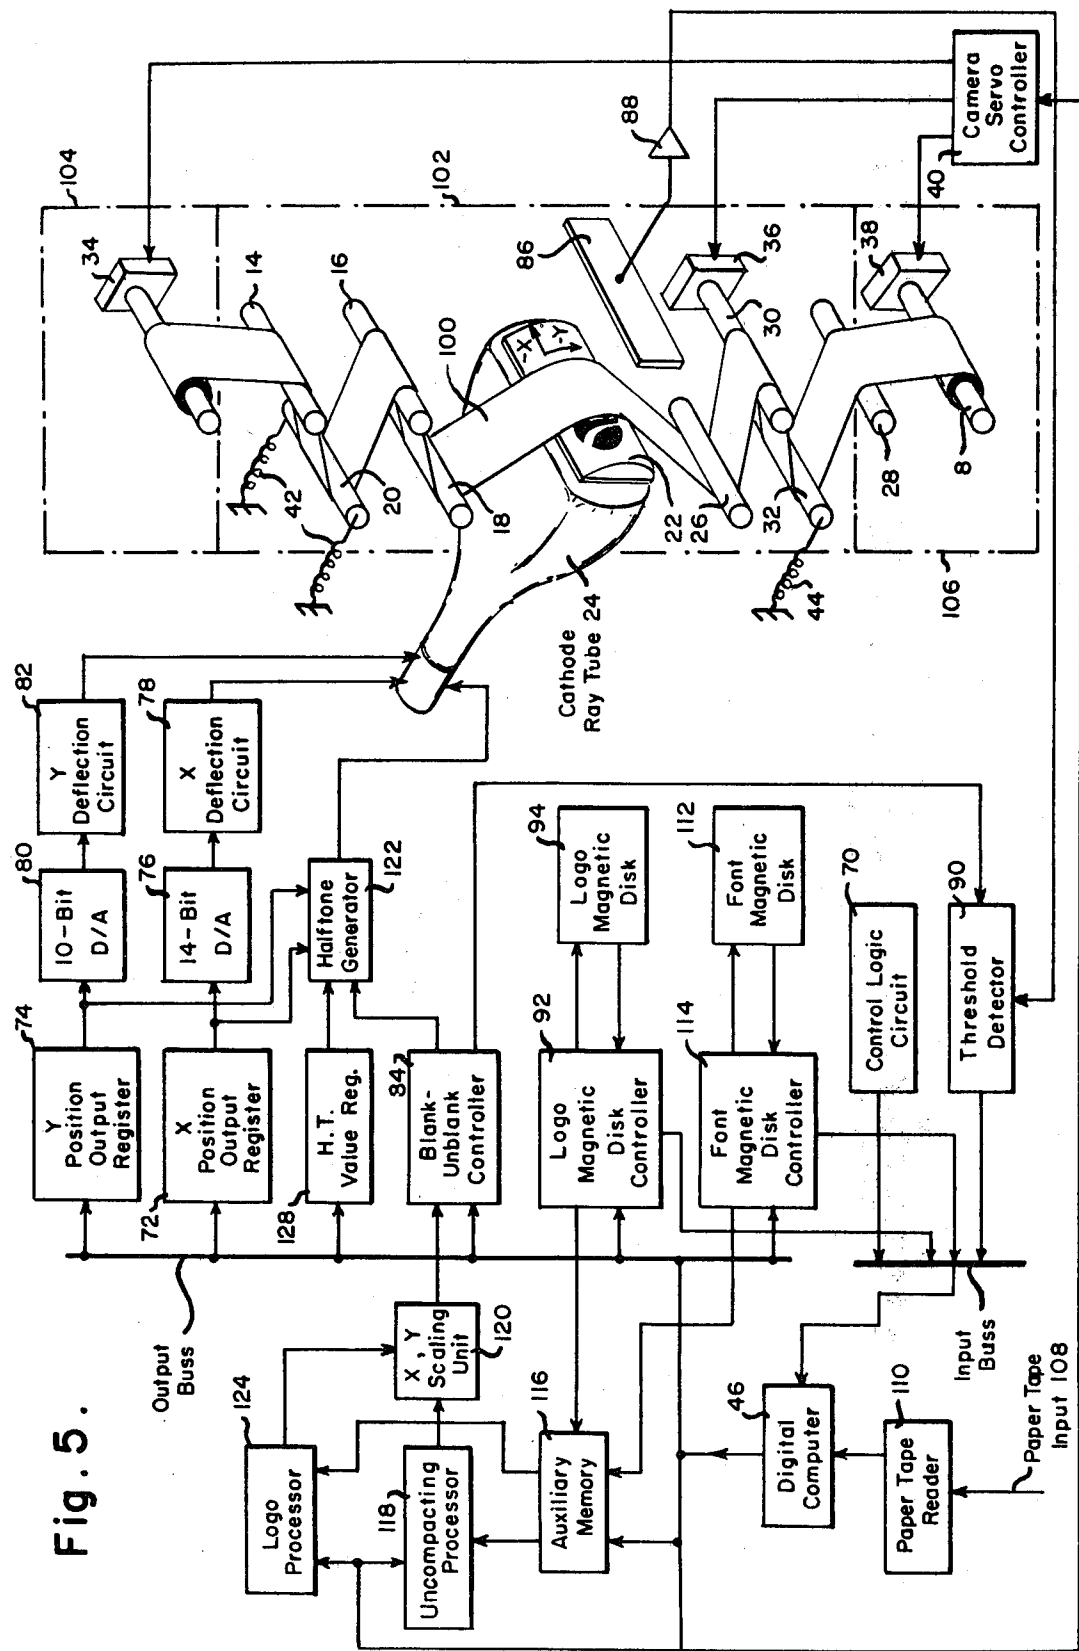 Fig. 5.
124
Logo
Processor
118
Uncompacting
Processor
116
Auxiliary
Memory
46
Digital
Computer
110
Paper Tape
Reader
Paper Tape
Input 108
X, Y
Scaling
Unit
120
Output
Buss
Input
Buss
74
Y
Position
Output
Register
72
X
Position
Output
Register
128
H.T.
Value Reg.
84
Blank-
Unblank
Controller
92
Logo
Magnetic
Disk
Controller
114
Font
Magnetic
Disk
Controller
70
Control Logic
Circuit
90
Threshold
Detector
80
10-Bit
D/A
76
14-Bit
D/A
Halftone
Generator
122
94
Logo
Magnetic
Disk
112
Font
Magnetic
Disk
82
Y
Deflection
Circuit
78
X
Deflection
Circuit
Cathode
Ray Tube 24
104
34
14
16
100
42
20
18
22
26
102
86
88
-X
-Y
36
30
32
44
38
28
8
106
40
Camera
Servo
Controller